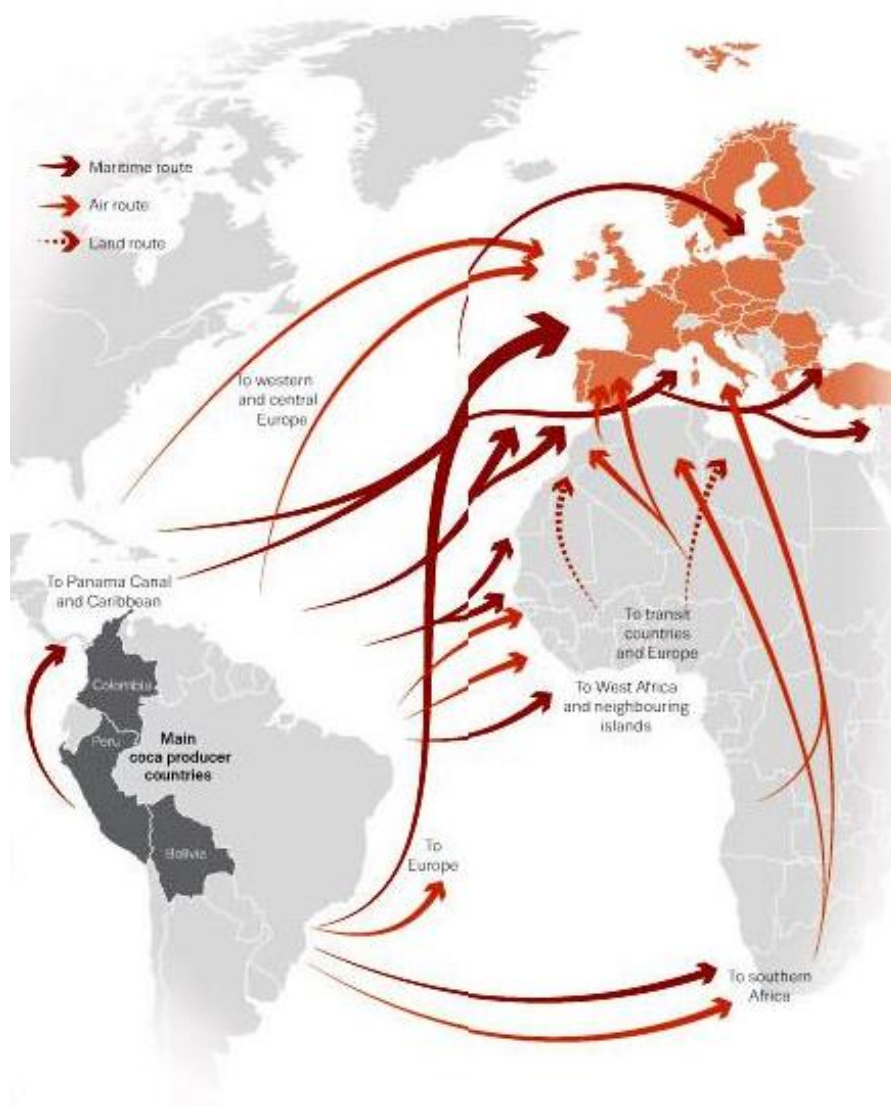 Maritime route
Air route
Land route
To western
and central
Europe
To Panama Canal
and Caribbean
Colombia
Peru
Main
coca producer
countries
Bolivia
To transit
countries
and Europe
To West Africa
and neighbouring
islands
To
Europe
To southern
Africa